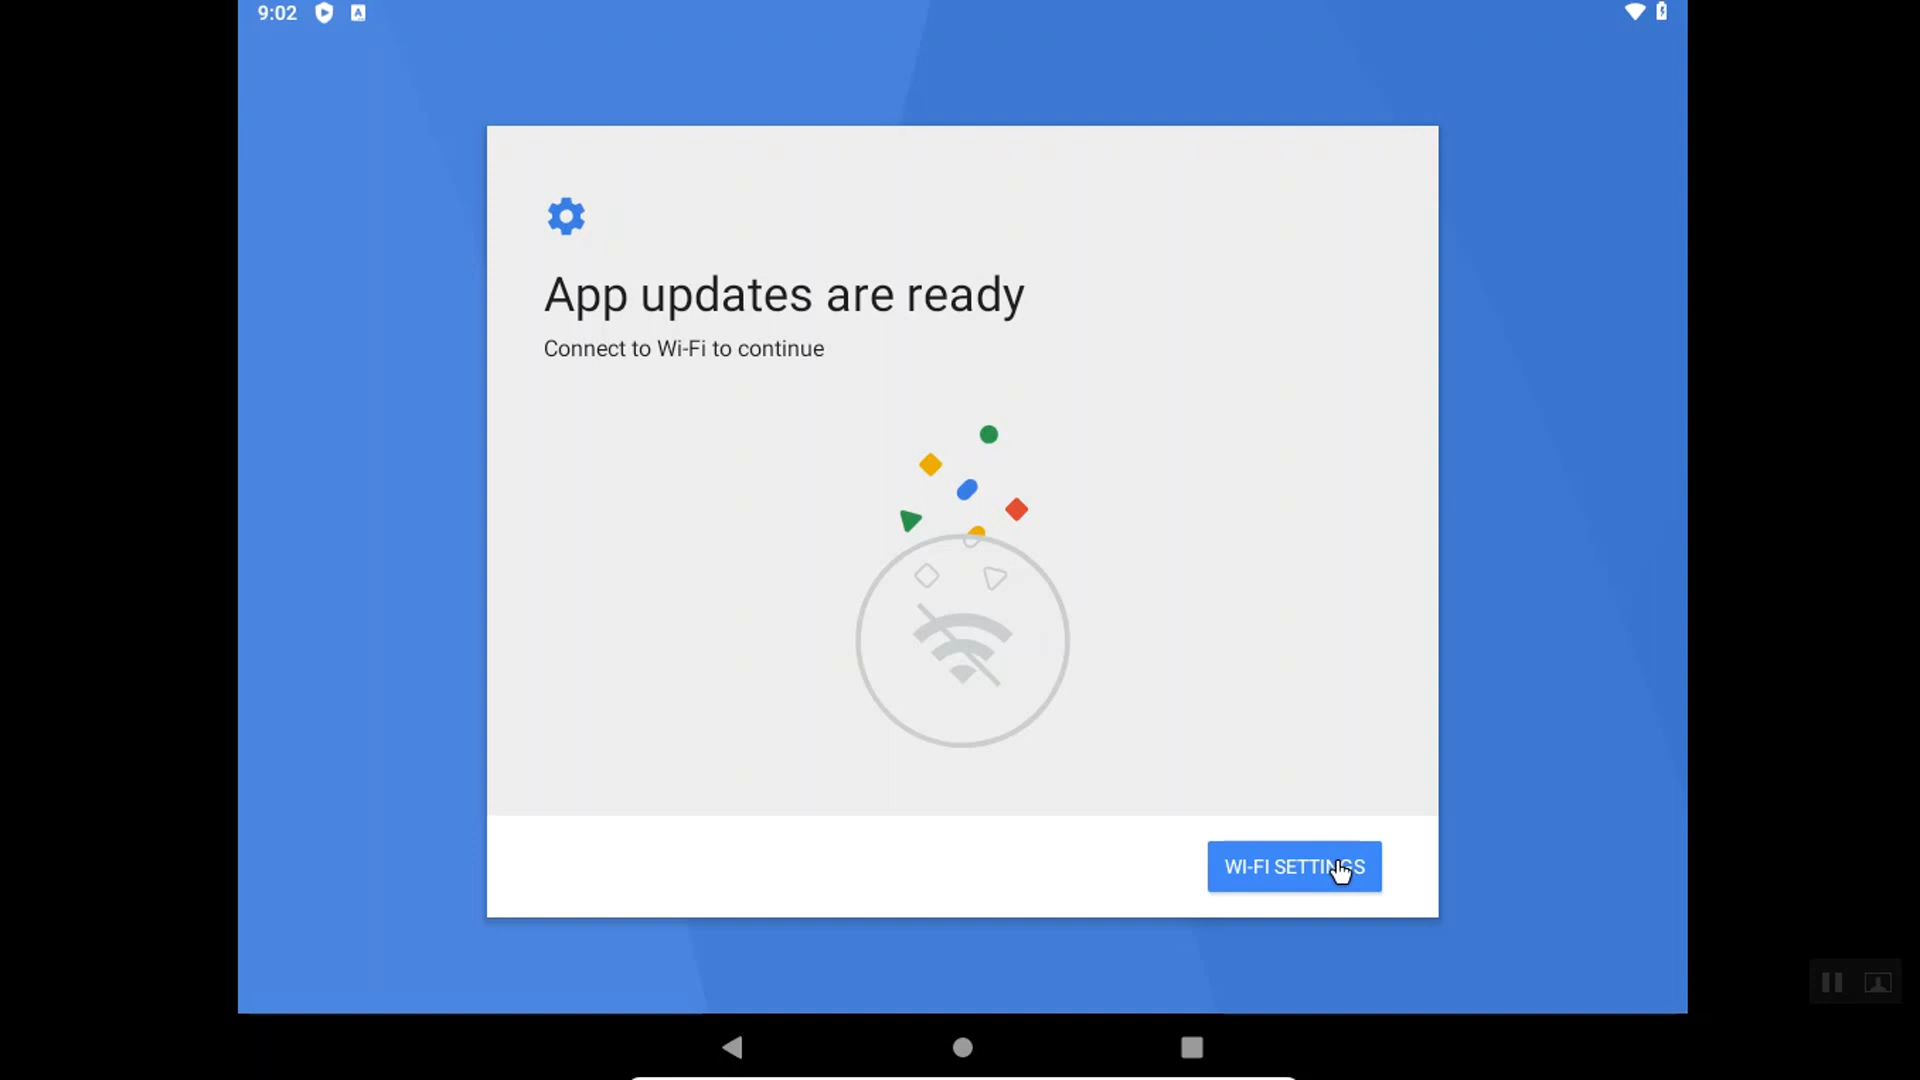 9:02
A
App updates are ready
Connect to Wi-Fi to continue
WI-FI SETTINGS